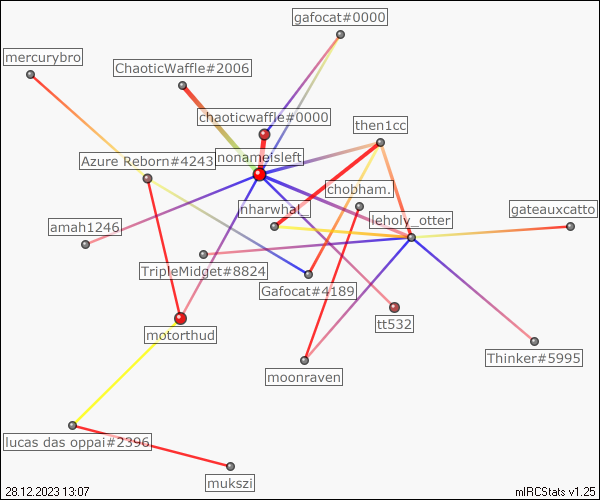 gafocat#0000
mercurybro
ChaoticWaffle#2006
chaoticwaffle#0000
then1cc
Azure Reborn#4243
nonameisleft
chobham.
nharwhal_
leholy_otter
gateauxcatto
amah1246
TripleMidget#8824
Gafocat#4189
tt532
motorthud
Thinker#5995
moonraven
lucas das oppai#2396
mukszi
28.12.2023 13:07
mIRCStats v1.25